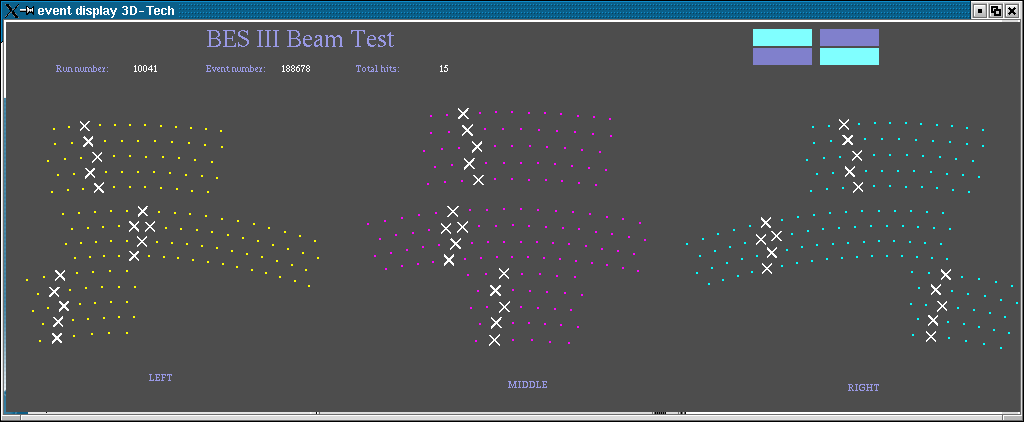 event display 3D-Tech
BES III Beam Test
Run number: 10041 Event number: 188678 Total hits: 15
LEFT
MIDDLE
RIGHT